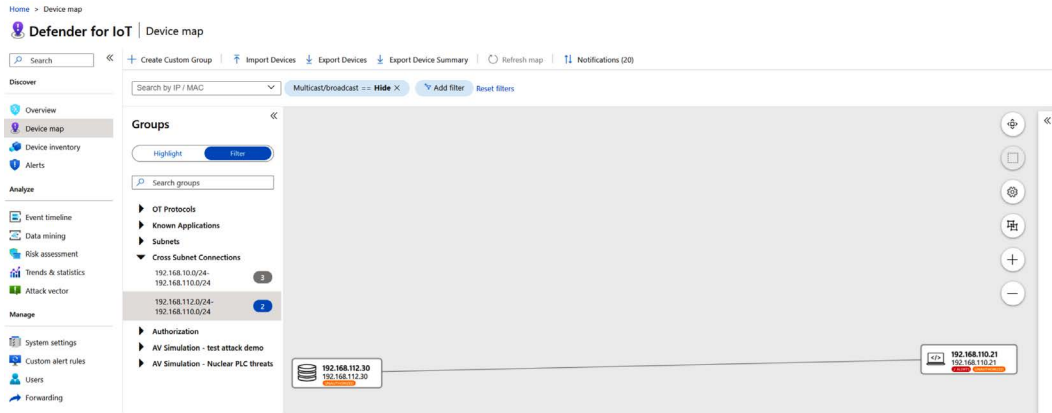 Home > Device map
Defender for IoT | Device map
Search
Create Custom Group
Import Devices
Export Devices
Export Device Summary
Refresh map
Notifications (20)
Discover
Search by IP / MAC
Multicast/broadcast == Hide ×
Add filter
Reset filters
Overview
Device map
Device inventory
Alerts
Analyze
Event timeline
Data mining
Risk assessment
Trends & statistics
Attack vector
Manage
System settings
Custom alert rules
Users
Forwarding
Groups
Highlight
Filter
Search groups
OT Protocols
Known Applications
Subnets
Cross Subnet Connections
192.168.10.0/24-
192.168.110.0/24
3
192.168.112.0/24-
192.168.110.0/24
2
Authorization
AV Simulation - test attack demo
AV Simulation - Nuclear PLC threats
192.168.112.30
192.168.112.30
192.168.110.21
192.168.110.21